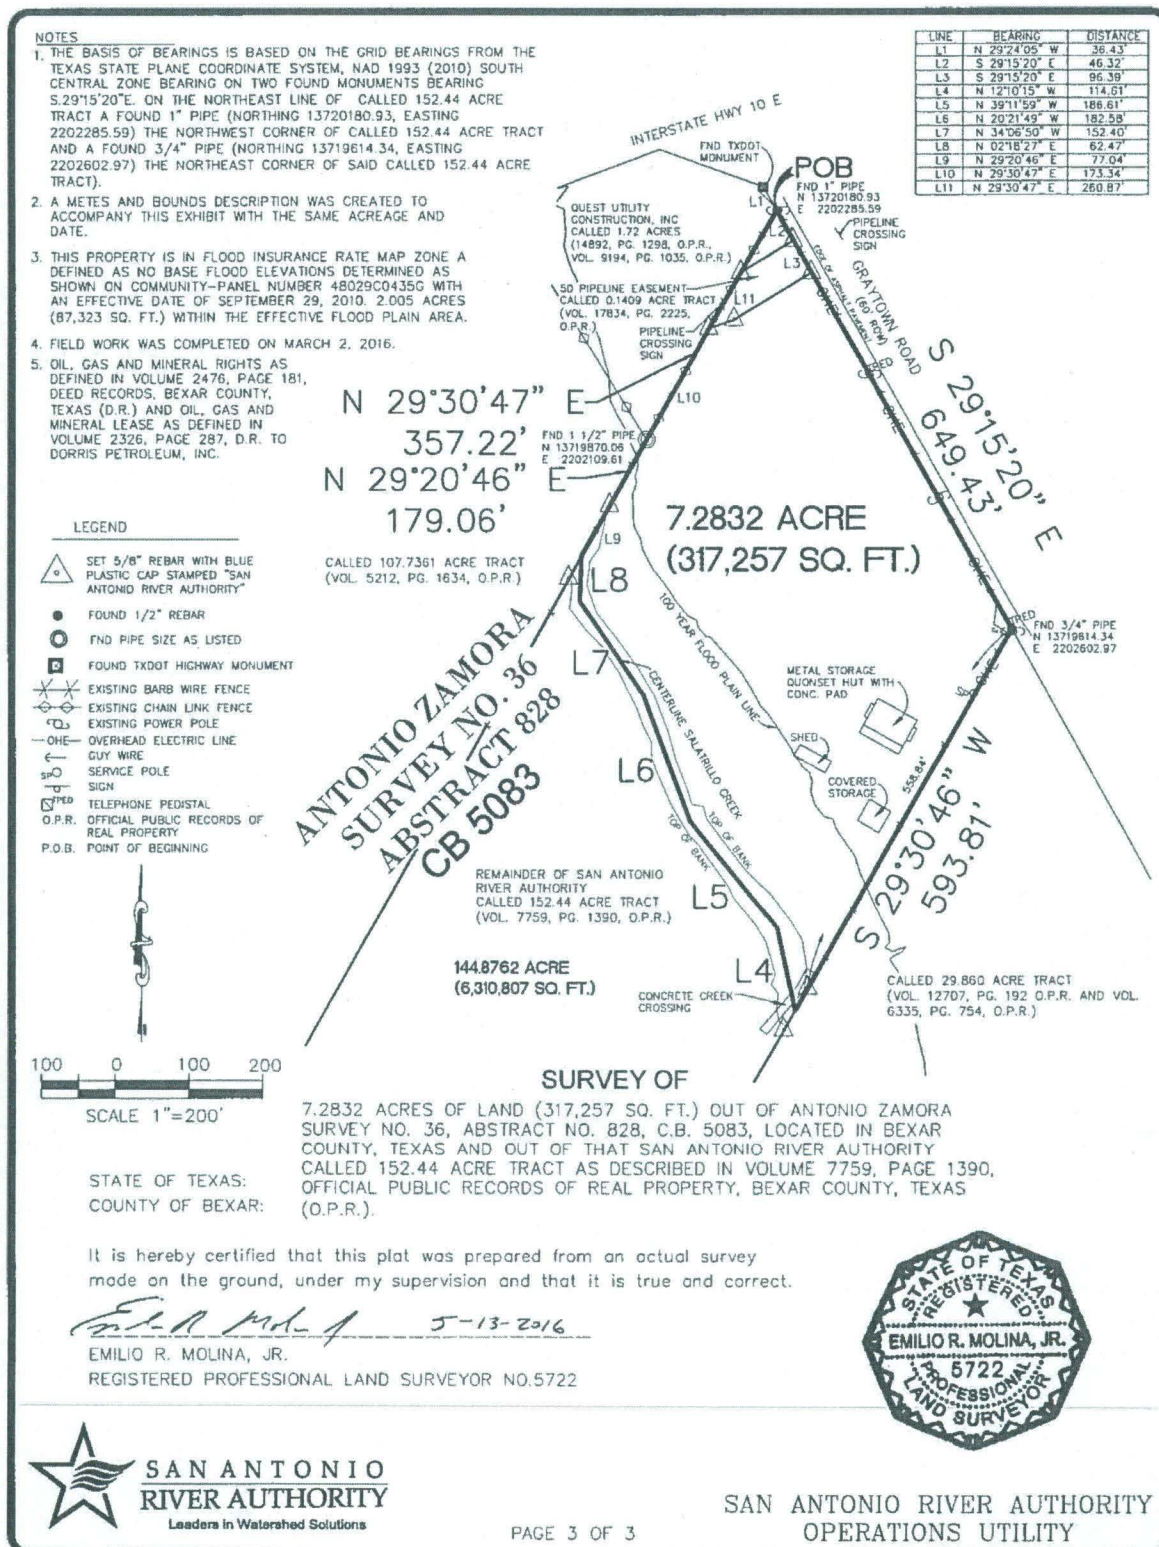 NOTES
1. THE BASIS OF BEARINGS IS BASED ON THE GRID BEARINGS FROM THE
TEXAS STATE PLANE COORDINATE SYSTEM, NAD 1993 (2010) SOUTH
CENTRAL ZONE BEARING ON TWO FOUND MONUMENTS BEARING
S.29°15'20"E. ON THE NORTHEAST LINE OF CALLED 152.44 ACRE
TRACT A FOUND 1" PIPE (NORTHING 13720180.93, EASTING
2202285.59) THE NORTHWEST CORNER OF CALLED 152.44 ACRE TRACT
AND A FOUND 3/4" PIPE (NORTHING 13719614.34, EASTING
2202602.97) THE NORTHEAST CORNER OF SAID CALLED 152.44 ACRE
TRACT).
2. A METES AND BOUNDS DESCRIPTION WAS CREATED TO
ACCOMPANY THIS EXHIBIT WITH THE SAME ACREAGE AND
DATE.
3. THIS PROPERTY IS IN FLOOD INSURANCE RATE MAP ZONE A
DEFINED AS NO BASE FLOOD ELEVATIONS DETERMINED AS
SHOWN ON COMMUNITY-PANEL NUMBER 48029C0435G WITH
AN EFFECTIVE DATE OF SEPTEMBER 29, 2010. 2.005 ACRES
(87,323 SQ. FT.) WITHIN THE EFFECTIVE FLOOD PLAIN AREA.
4. FIELD WORK WAS COMPLETED ON MARCH 2, 2016.
5. OIL, GAS AND MINERAL RIGHTS AS
DEFINED IN VOLUME 2476, PAGE 181,
DEED RECORDS, BEXAR COUNTY,
TEXAS (D.R.) AND OIL, GAS AND
MINERAL LEASE AS DEFINED IN
VOLUME 2326, PAGE 287, D.R. TO
DORRIS PETROLEUM, INC.
LINE BEARING DISTANCE
L1 N 29°24'05" W 36.43'
L2 S 29°15'20" E 46.32'
L3 S 29°15'20" E 96.39'
L4 N 12°10'15" W 114.61'
L5 N 39°11'59" W 186.61'
L6 N 20°21'49" W 182.58'
L7 N 34°06'50" W 152.40'
L8 N 02°18'27" E 62.47'
L9 N 29°20'46" E 77.04'
L10 N 29°30'47" E 173.34'
L11 N 29°30'47" E 260.87'
INTERSTATE HWY 10 E
FND TXDOT
MONUMENT
POB
FND 1" PIPE
N 13720180.93
E 2202285.59
PIPELINE
CROSSING
SIGN
L1
L2
L3
QUEST UTILITY
CONSTRUCTION, INC
CALLED 1.72 ACRES
(14892, PG. 1298, O.P.R.,
VOL. 9194, PG. 1035, O.P.R.)
50 PIPELINE EASEMENT
CALLED 0.1409 ACRE TRACT
(VOL. 17834, PG. 2225,
O.P.R.)
L11
PIPELINE
CROSSING
SIGN
L10
GRAYTOWN ROAD
(60' ROW)
EDGE OF ASPHALT PAVEMENT
OHE
S 29°15'20" E
649.43'
N 29°30'47" E
357.22'
N 29°20'46" E
179.06'
FND 1 1/2" PIPE
N 13719870.06
E 2202109.61
7.2832 ACRE
(317,257 SQ. FT.)
LEGEND
SET 5/8" REBAR WITH BLUE
PLASTIC CAP STAMPED "SAN
ANTONIO RIVER AUTHORITY"
FOUND 1/2" REBAR
FND PIPE SIZE AS LISTED
FOUND TXDOT HIGHWAY MONUMENT
EXISTING BARB WIRE FENCE
EXISTING CHAIN LINK FENCE
EXISTING POWER POLE
OHE OVERHEAD ELECTRIC LINE
GUY WIRE
SP SERVICE POLE
SIGN
TPED TELEPHONE PEDISTAL
O.P.R. OFFICIAL PUBLIC RECORDS OF
REAL PROPERTY
P.O.B. POINT OF BEGINNING
CALLED 107.7361 ACRE TRACT
(VOL. 5212, PG. 1634, O.P.R.)
L9
L8
L7
L6
L5
L4
100 YEAR FLOOD PLAIN LINE
CENTERLINE SALATRILLO CREEK
TOP OF BANK
TOP OF BANK
ANTONIO ZAMORA
SURVEY NO. 36
ABSTRACT 828
CB 5083
METAL STORAGE
QUONSET HUT WITH
CONC. PAD
SHED
COVERED
STORAGE
FND 3/4" PIPE
N 13719614.34
E 2202602.97
OHE
558.84'
S 29°30'46" W
593.81'
REMAINDER OF SAN ANTONIO
RIVER AUTHORITY
CALLED 152.44 ACRE TRACT
(VOL. 7759, PG. 1390, O.P.R.)
144.8762 ACRE
(6,310,807 SQ. FT.)
CONCRETE CREEK
CROSSING
CALLED 29.860 ACRE TRACT
(VOL. 12707, PG. 192 O.P.R. AND VOL.
6335, PG. 754, O.P.R.)
100 0 100 200
SCALE 1"=200'
SURVEY OF
7.2832 ACRES OF LAND (317,257 SQ. FT.) OUT OF ANTONIO ZAMORA
SURVEY NO. 36, ABSTRACT NO. 828, C.B. 5083, LOCATED IN BEXAR
COUNTY, TEXAS AND OUT OF THAT SAN ANTONIO RIVER AUTHORITY
CALLED 152.44 ACRE TRACT AS DESCRIBED IN VOLUME 7759, PAGE 1390,
OFFICIAL PUBLIC RECORDS OF REAL PROPERTY, BEXAR COUNTY, TEXAS
(O.P.R.).
STATE OF TEXAS:
COUNTY OF BEXAR:
It is hereby certified that this plat was prepared from an actual survey
made on the ground, under my supervision and that it is true and correct.
5-13-2016
EMILIO R. MOLINA, JR.
REGISTERED PROFESSIONAL LAND SURVEYOR NO.5722
STATE OF TEXAS
REGISTERED
EMILIO R. MOLINA, JR.
5722
PROFESSIONAL
LAND SURVEYOR
SAN ANTONIO
RIVER AUTHORITY
Leaders in Watershed Solutions
PAGE 3 OF 3
SAN ANTONIO RIVER AUTHORITY
OPERATIONS UTILITY